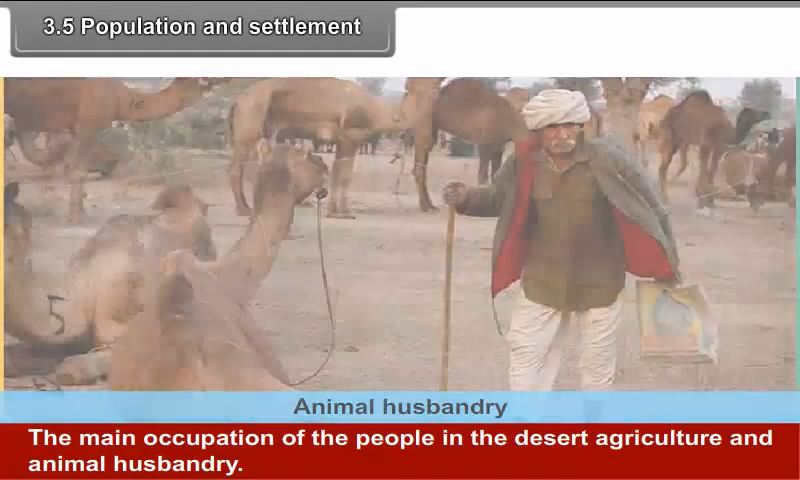 3.5 Population and settlement
5
Animal husbandry
The main occupation of the people in the desert agriculture and
animal husbandry.